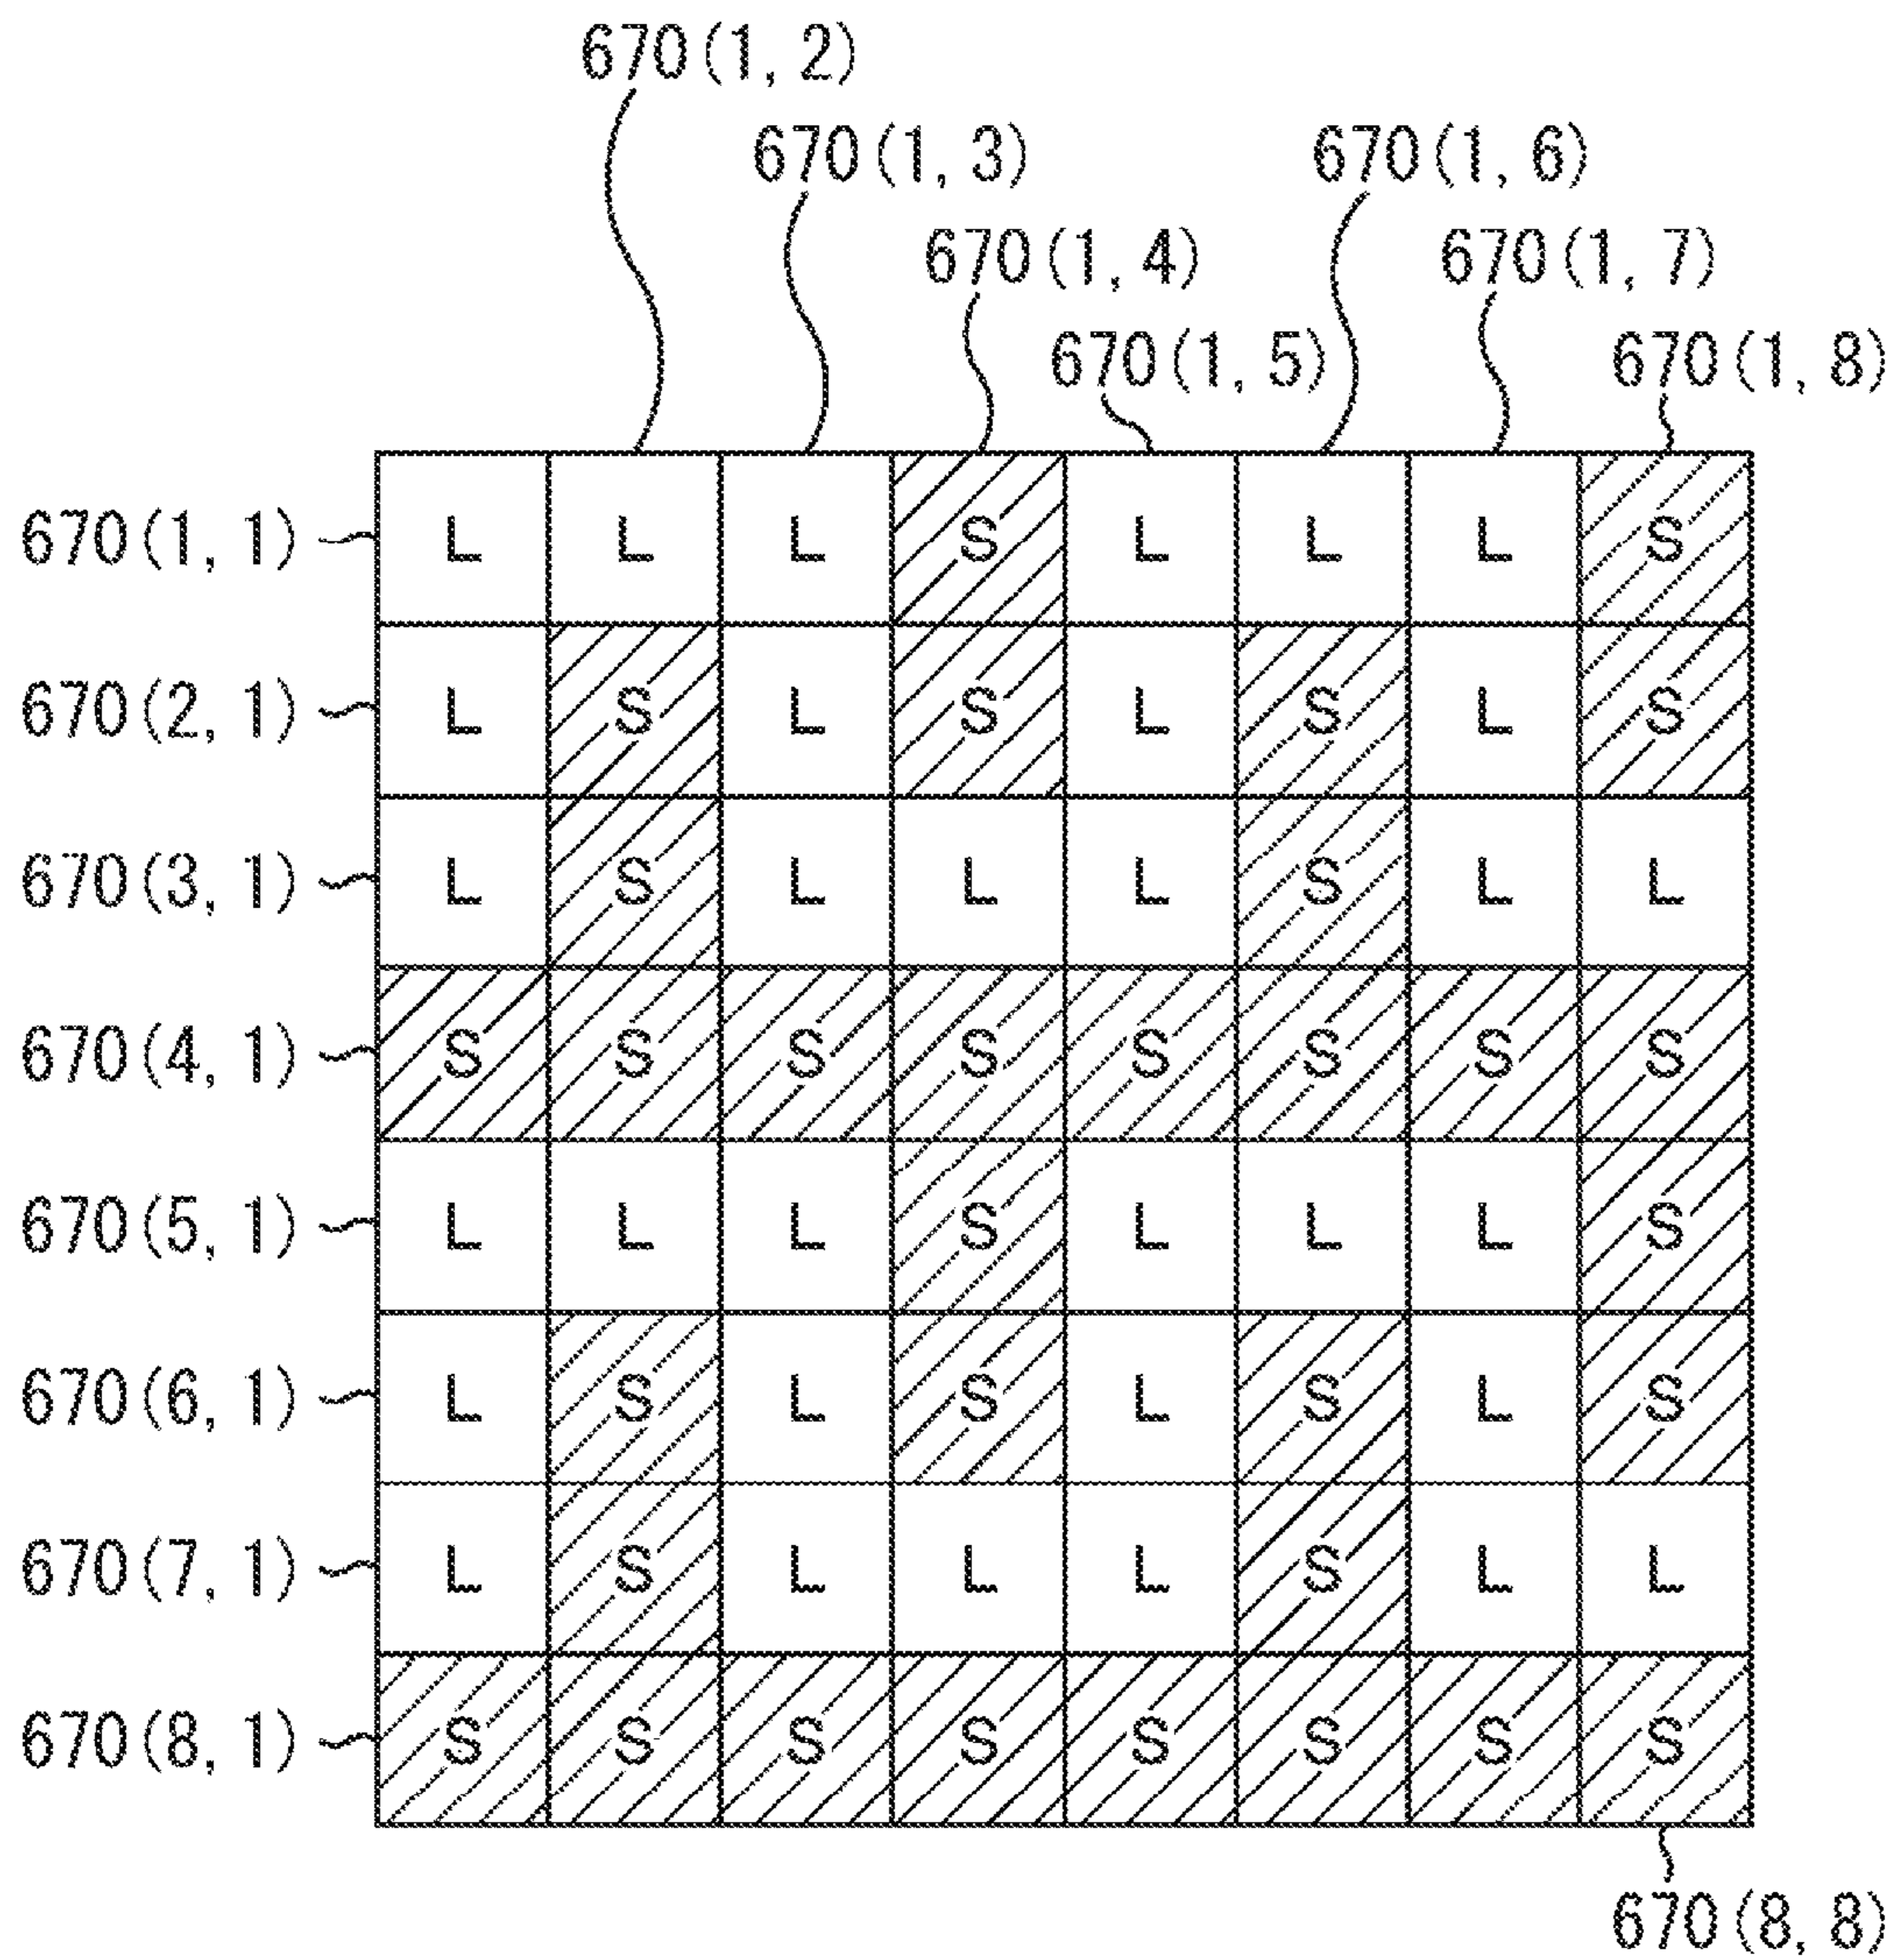 670(1, 2)
670(1, 3)
670(1, 6)
670(1, 4)
670(1, 7)
670(1, 5)
670(1, 8)
670(1, 1) L L L S L L L S
670(2, 1) L S L S L S L S
670(3, 1) L S L L L S L L
670(4, 1) S S S S S S S S
670(5, 1) L L L S L L L S
670(6, 1) L S L S L S L S
670(7, 1) L S L L L S L L
670(8, 1) S S S S S S S S
670(8, 8)